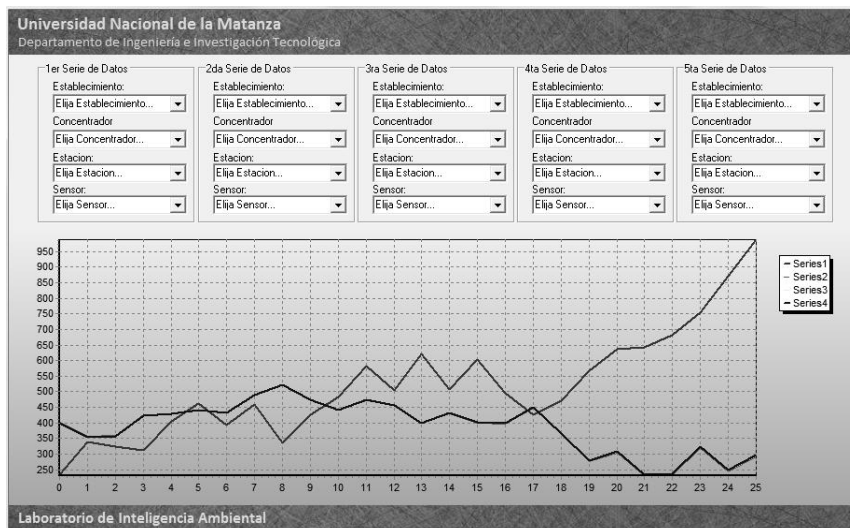 Universidad Nacional de la Matanza
Departamento de Ingeniería e Investigación Tecnológica
1er Serie de Datos
Establecimiento:
Elija Establecimiento...
Concentrador
Elija Concentrador...
Estacion:
Elija Estacion...
Sensor:
Elija Sensor...
2da Serie de Datos
Establecimiento:
Elija Establecimiento...
Concentrador
Elija Concentrador...
Estacion:
Elija Estacion...
Sensor:
Elija Sensor...
3ra Serie de Datos
Establecimiento:
Elija Establecimiento...
Concentrador
Elija Concentrador...
Estacion:
Elija Estacion...
Sensor:
Elija Sensor...
4ta Serie de Datos
Establecimiento:
Elija Establecimiento...
Concentrador
Elija Concentrador...
Estacion:
Elija Estacion...
Sensor:
Elija Sensor...
5ta Serie de Datos
Establecimiento:
Elija Establecimiento...
Concentrador
Elija Concentrador...
Estacion:
Elija Estacion...
Sensor:
Elija Sensor...
950
900
850
800
750
700
650
600
550
500
450
400
350
300
250
0 1 2 3 4 5 6 7 8 9 10 11 12 13 14 15 16 17 18 19 20 21 22 23 24 25
Series1
Series2
Series3
Series4
Laboratorio de Inteligencia Ambiental